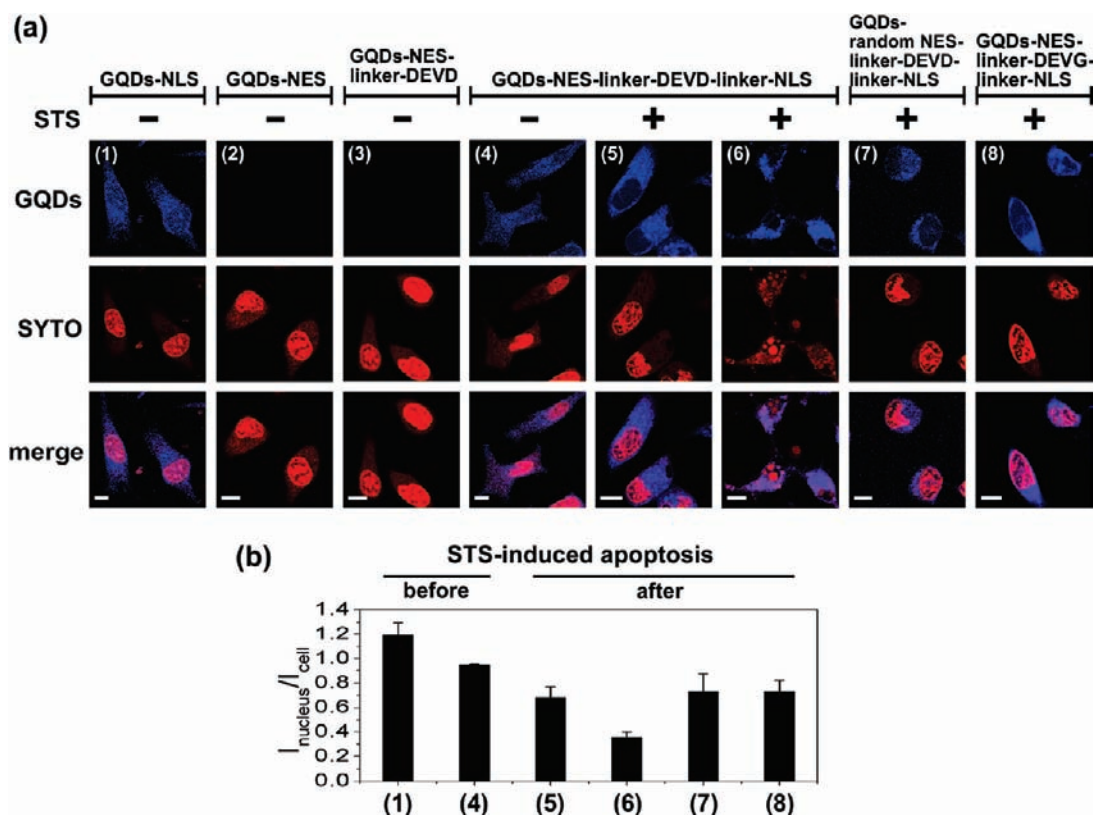 (a)
GQDs-NLS
GQDs-NES
GQDs-NES-
linker-DEVD
GQDs-NES-linker-DEVD-linker-NLS
GQDs-
random NES-
linker-DEVD-
linker-NLS
GQDs-NES-
linker-DEVG-
linker-NLS
STS − − − − + + + +
GQDs (1) (2) (3) (4) (5) (6) (7) (8)
SYTO
merge
(b)
STS-induced apoptosis
before after
1.4
1.2
1.0
0.8
0.6
0.4
0.2
0.0
Inucleus/Icell
(1) (4) (5) (6) (7) (8)